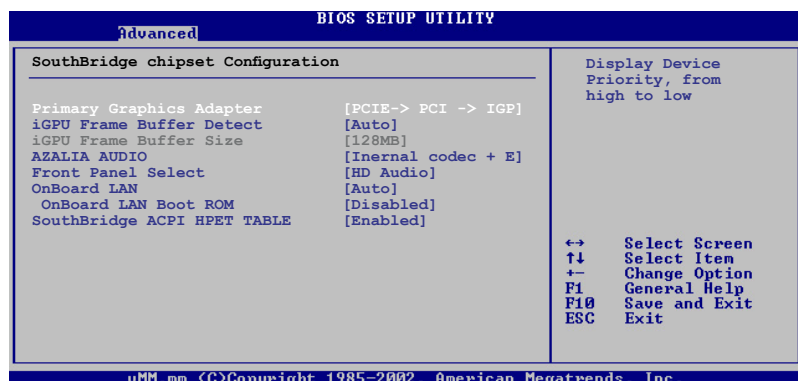 BIOS SETUP UTILITY
Advanced
SouthBridge chipset Configuration
Primary Graphics Adapter [PCIE-> PCI -> IGP]
iGPU Frame Buffer Detect [Auto]
iGPU Frame Buffer Size [128MB]
AZALIA AUDIO [Inernal codec + E]
Front Panel Select [HD Audio]
OnBoard LAN [Auto]
OnBoard LAN Boot ROM [Disabled]
SouthBridge ACPI HPET TABLE [Enabled]
Display Device
Priority, from
high to low
↔ Select Screen
↑↓ Select Item
+- Change Option
F1 General Help
F10 Save and Exit
ESC Exit
vMM.mm (C)Copyright 1985-2002, American Megatrends, Inc.